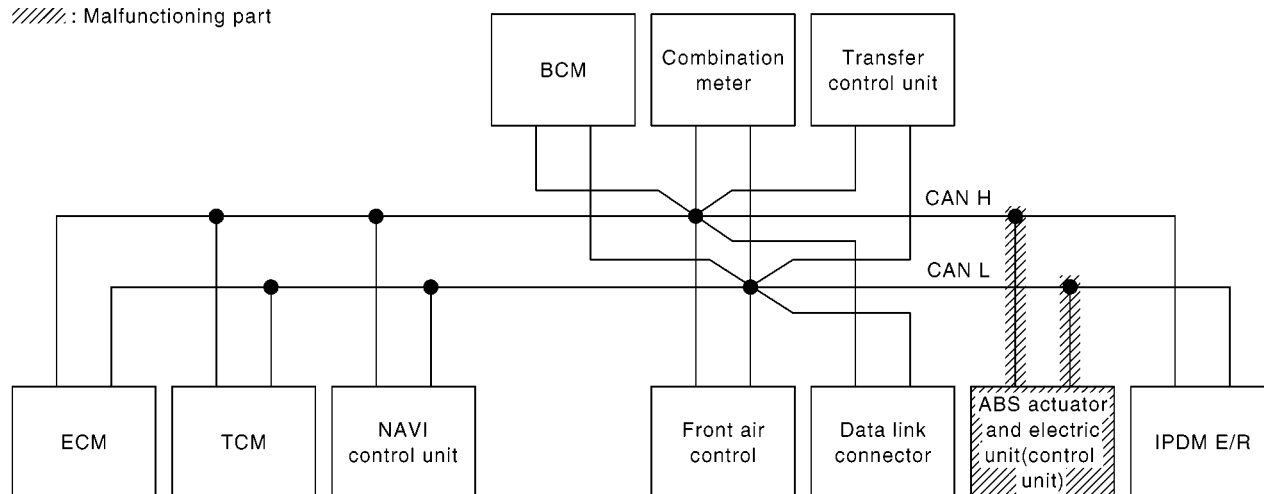 : Malfunctioning part
BCM
Combination
meter
Transfer
control unit
CAN H
CAN L
ECM
TCM
NAVI
control unit
Front air
control
Data link
connector
ABS actuator
and electric
unit(control
unit)
IPDM E/R